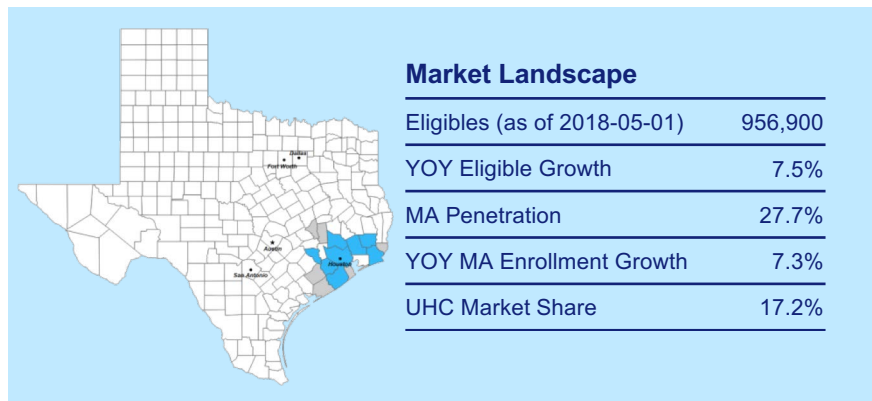 Market Landscape
Eligibles (as of 2018-05-01) 956,900
YOY Eligible Growth 7.5%
MA Penetration 27.7%
YOY MA Enrollment Growth 7.3%
UHC Market Share 17.2%
Dallas
Fort Worth
Austin
Houston
San Antonio